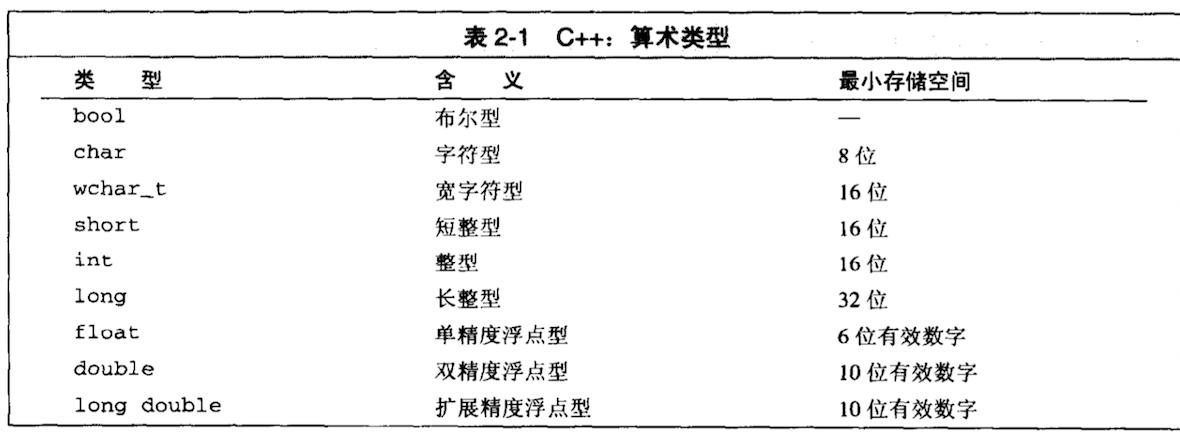 表 2-1 C++：算术类型
类 型 含 义 最小存储空间
bool 布尔型 —
char 字符型 8 位
wchar_t 宽字符型 16 位
short 短整型 16 位
int 整型 16 位
long 长整型 32 位
float 单精度浮点型 6 位有效数字
double 双精度浮点型 10 位有效数字
long double 扩展精度浮点型 10 位有效数字